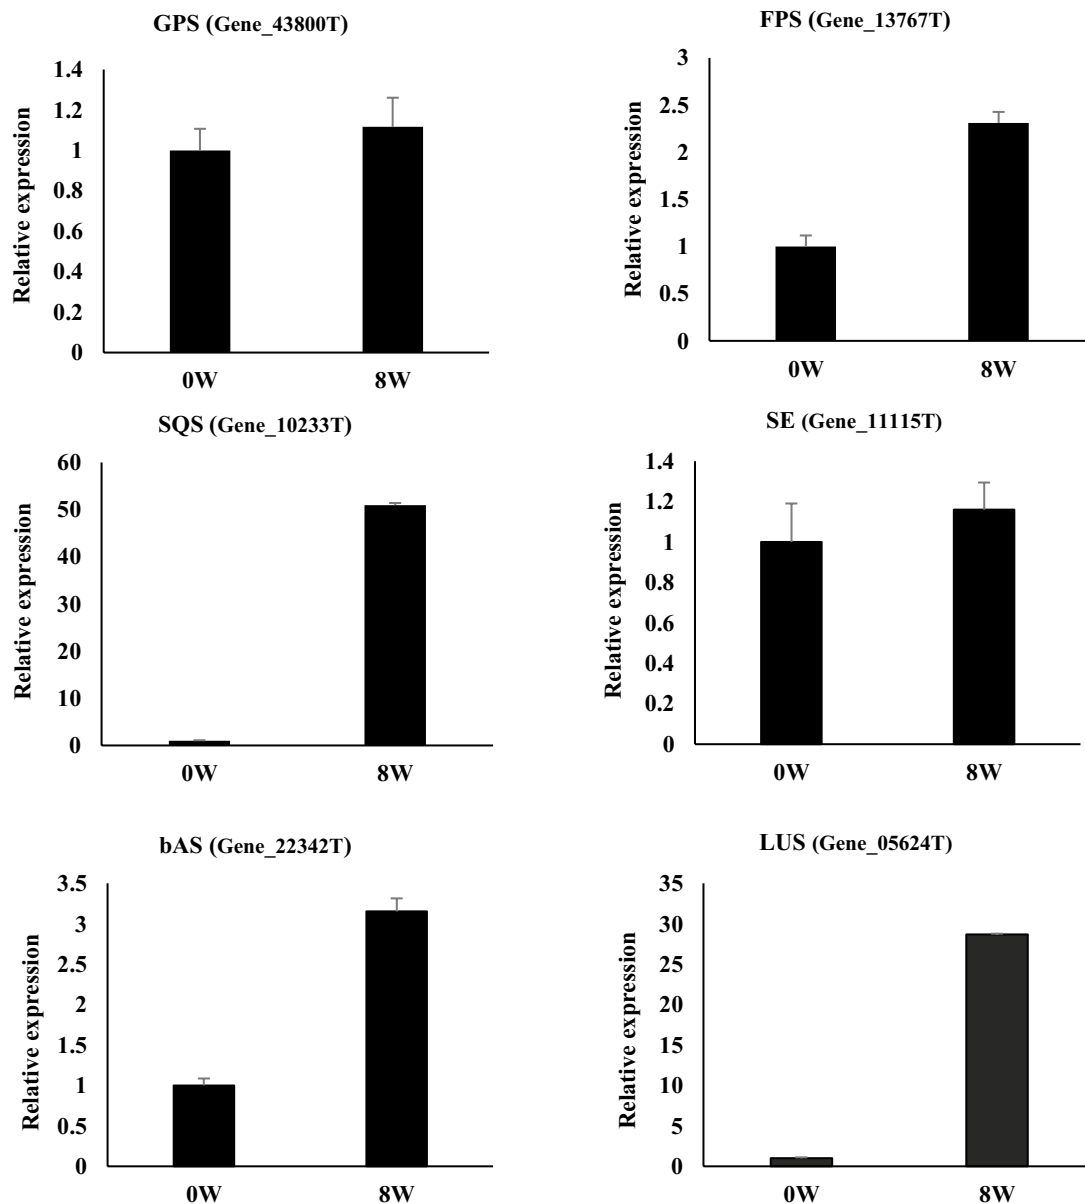 GPS (Gene_43800T)
Relative expression
1.4
1.2
1
0.8
0.6
0.4
0.2
0
0W 8W
FPS (Gene_13767T)
Relative expression
3
2.5
2
1.5
1
0.5
0
0W 8W
SQS (Gene_10233T)
Relative expression
60
50
40
30
20
10
0
0W 8W
SE (Gene_11115T)
Relative expression
1.4
1.2
1
0.8
0.6
0.4
0.2
0
0W 8W
bAS (Gene_22342T)
Relative expression
3.5
3
2.5
2
1.5
1
0.5
0
0W 8W
LUS (Gene_05624T)
Relative expression
35
30
25
20
15
10
5
0
0W 8W